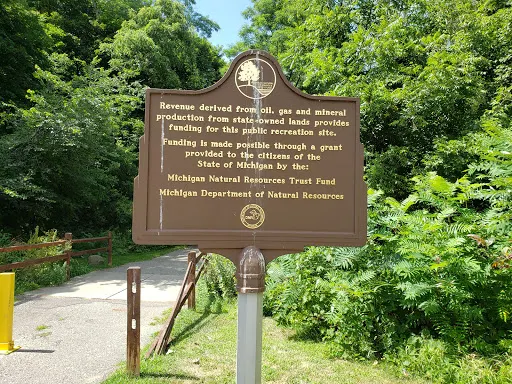 Revenue derived from oil, gas and mineral
production from state-owned lands provides
funding for this public recreation site.
Funding is made possible through a grant
provided to the citizens of the
State of Michigan by the:
Michigan Natural Resources Trust Fund
Michigan Department of Natural Resources